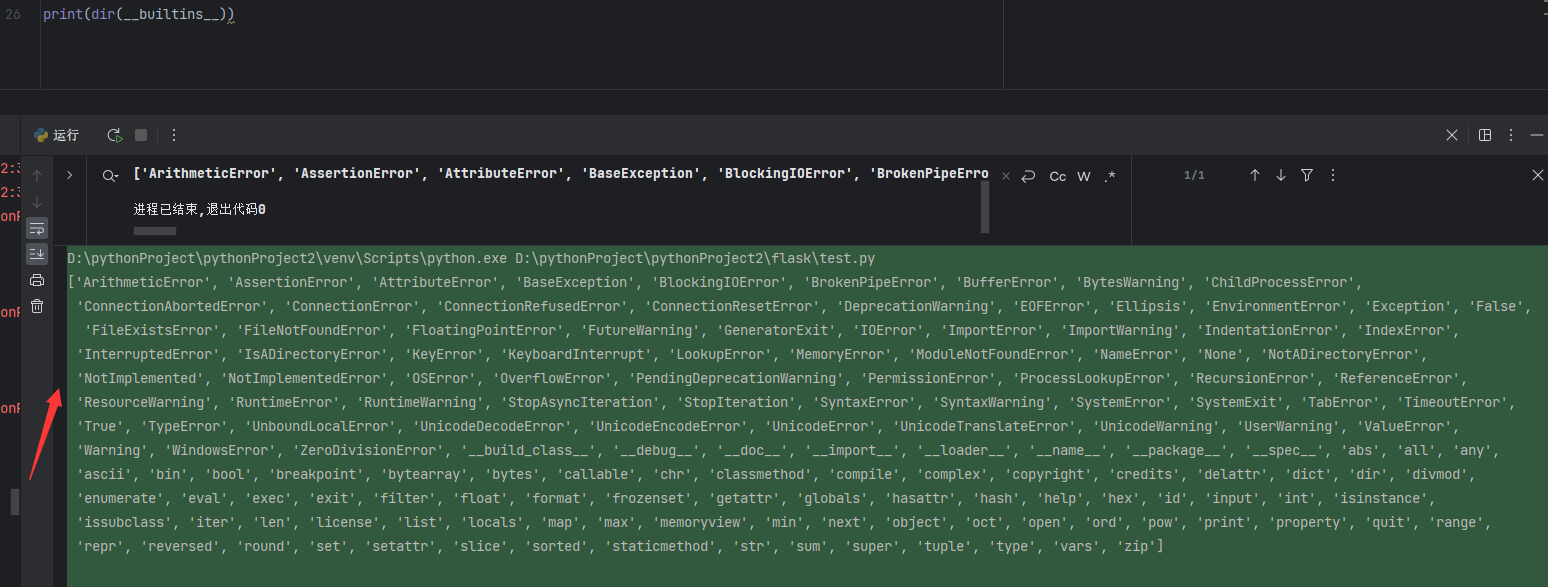 26 print(dir(__builtins__))
运行
['ArithmeticError', 'AssertionError', 'AttributeError', 'BaseException', 'BlockingIOError', 'BrokenPipeErro
Cc W .* 1/1
进程已结束,退出代码0
2:3
2:3
onF
onF
onF
D:\pythonProject\pythonProject2\venv\Scripts\python.exe D:\pythonProject\pythonProject2\flask\test.py
['ArithmeticError', 'AssertionError', 'AttributeError', 'BaseException', 'BlockingIOError', 'BrokenPipeError', 'BufferError', 'BytesWarning', 'ChildProcessError',
'ConnectionAbortedError', 'ConnectionError', 'ConnectionRefusedError', 'ConnectionResetError', 'DeprecationWarning', 'EOFError', 'Ellipsis', 'EnvironmentError', 'Exception', 'False',
'FileExistsError', 'FileNotFoundError', 'FloatingPointError', 'FutureWarning', 'GeneratorExit', 'IOError', 'ImportError', 'ImportWarning', 'IndentationError', 'IndexError',
'InterruptedError', 'IsADirectoryError', 'KeyError', 'KeyboardInterrupt', 'LookupError', 'MemoryError', 'ModuleNotFoundError', 'NameError', 'None', 'NotADirectoryError',
'NotImplemented', 'NotImplementedError', 'OSError', 'OverflowError', 'PendingDeprecationWarning', 'PermissionError', 'ProcessLookupError', 'RecursionError', 'ReferenceError',
'ResourceWarning', 'RuntimeError', 'RuntimeWarning', 'StopAsyncIteration', 'StopIteration', 'SyntaxError', 'SyntaxWarning', 'SystemError', 'SystemExit', 'TabError', 'TimeoutError',
'True', 'TypeError', 'UnboundLocalError', 'UnicodeDecodeError', 'UnicodeEncodeError', 'UnicodeError', 'UnicodeTranslateError', 'UnicodeWarning', 'UserWarning', 'ValueError',
'Warning', 'WindowsError', 'ZeroDivisionError', '__build_class__', '__debug__', '__doc__', '__import__', '__loader__', '__name__', '__package__', '__spec__', 'abs', 'all', 'any',
'ascii', 'bin', 'bool', 'breakpoint', 'bytearray', 'bytes', 'callable', 'chr', 'classmethod', 'compile', 'complex', 'copyright', 'credits', 'delattr', 'dict', 'dir', 'divmod',
'enumerate', 'eval', 'exec', 'exit', 'filter', 'float', 'format', 'frozenset', 'getattr', 'globals', 'hasattr', 'hash', 'help', 'hex', 'id', 'input', 'int', 'isinstance',
'issubclass', 'iter', 'len', 'license', 'list', 'locals', 'map', 'max', 'memoryview', 'min', 'next', 'object', 'oct', 'open', 'ord', 'pow', 'print', 'property', 'quit', 'range',
'repr', 'reversed', 'round', 'set', 'setattr', 'slice', 'sorted', 'staticmethod', 'str', 'sum', 'super', 'tuple', 'type', 'vars', 'zip']